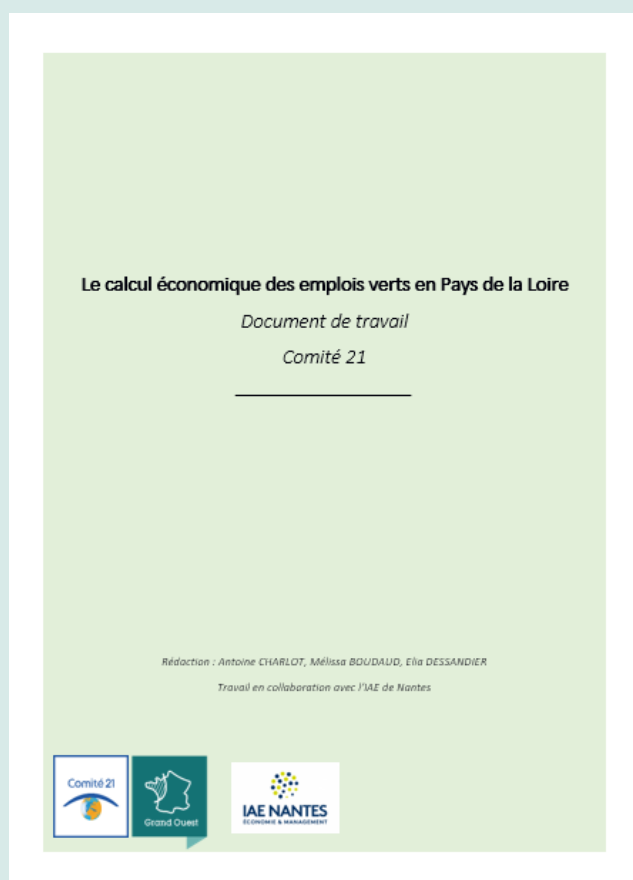 Le calcul économique des emplois verts en Pays de la Loire
Document de travail
Comité 21
Rédaction : Antoine CHARLOT, Mélissa BOUDAUD, Elia DESSANDIER
Travail en collaboration avec l'IAE de Nantes
Comité 21
Grand Ouest
IAE NANTES
ÉCONOMIE & MANAGEMENT